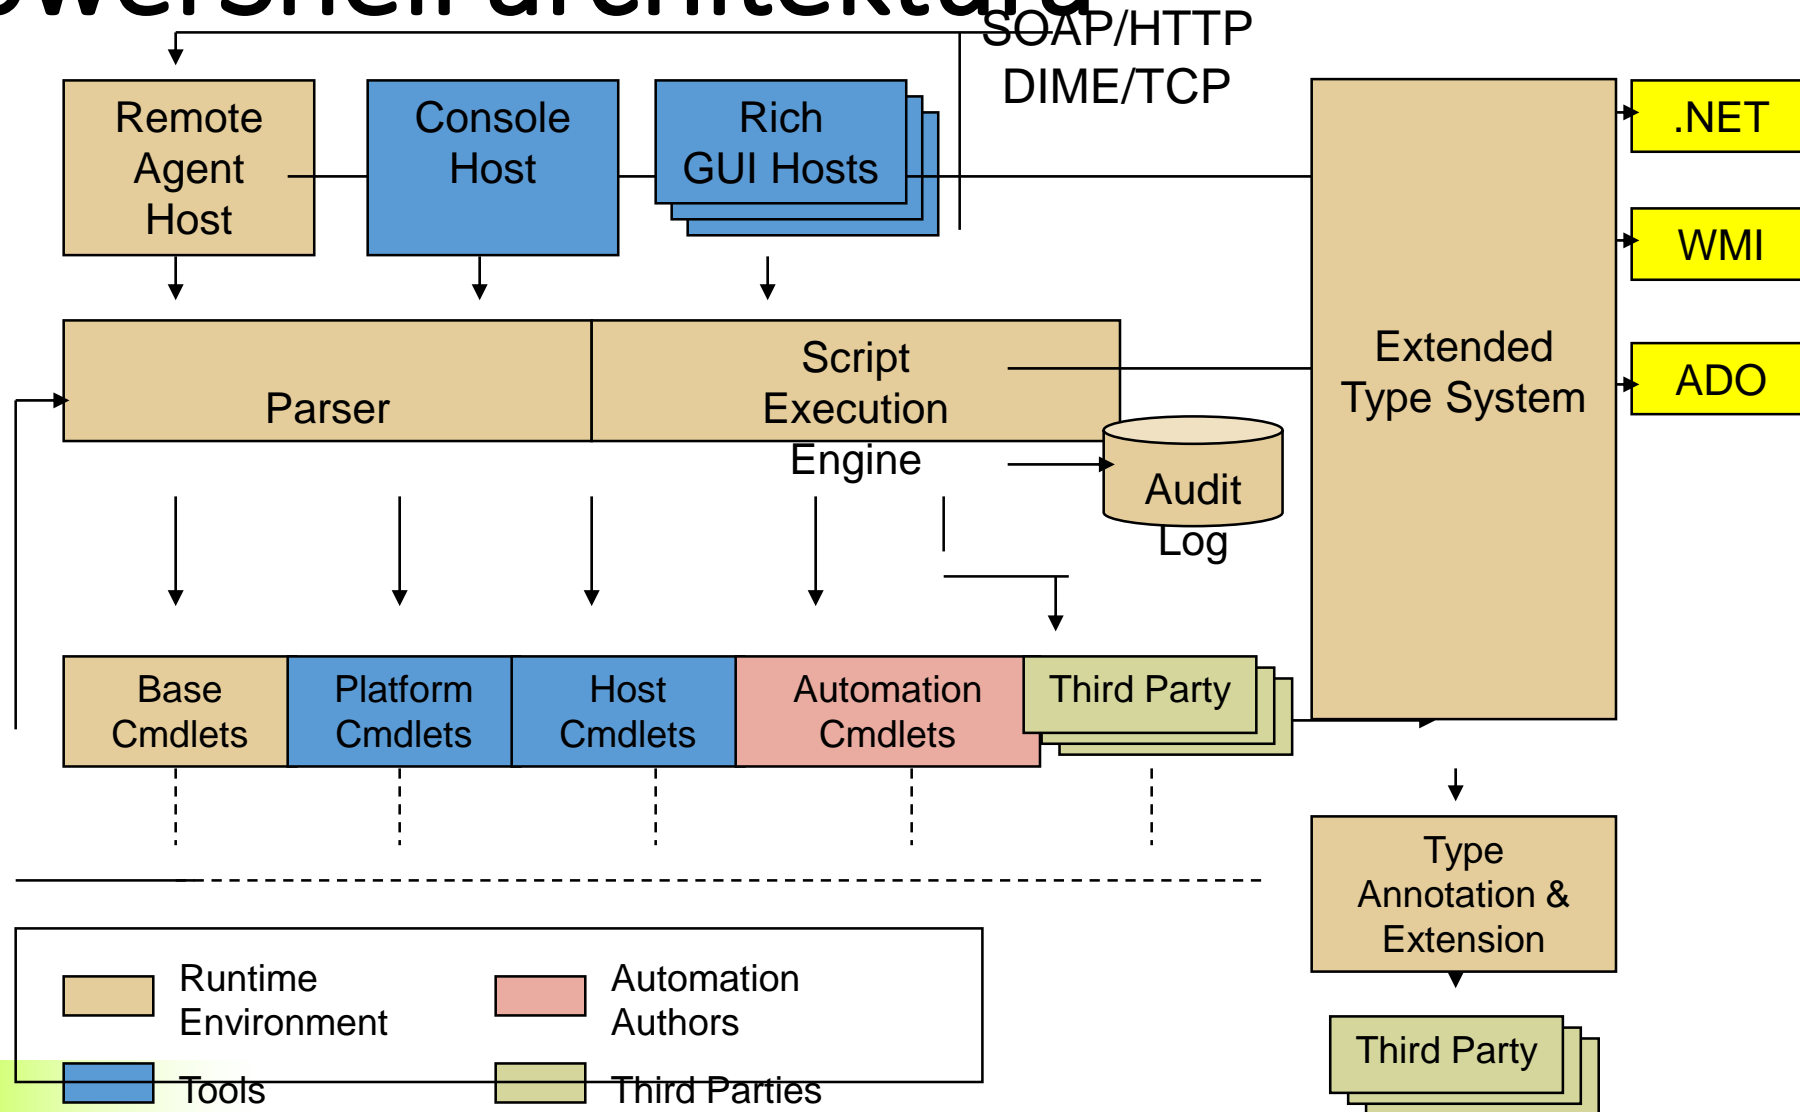 owerShell architektura
SOAP/HTTP
DIME/TCP
Remote
Agent
Host
Console
Host
Rich
GUI Hosts
.NET
WMI
ADO
Extended
Type System
Parser
Script
Execution
Engine
Audit
Log
Base
Cmdlets
Platform
Cmdlets
Host
Cmdlets
Automation
Cmdlets
Third Party
Type
Annotation &
Extension
Third Party
Runtime
Environment
Automation
Authors
Tools
Third Parties